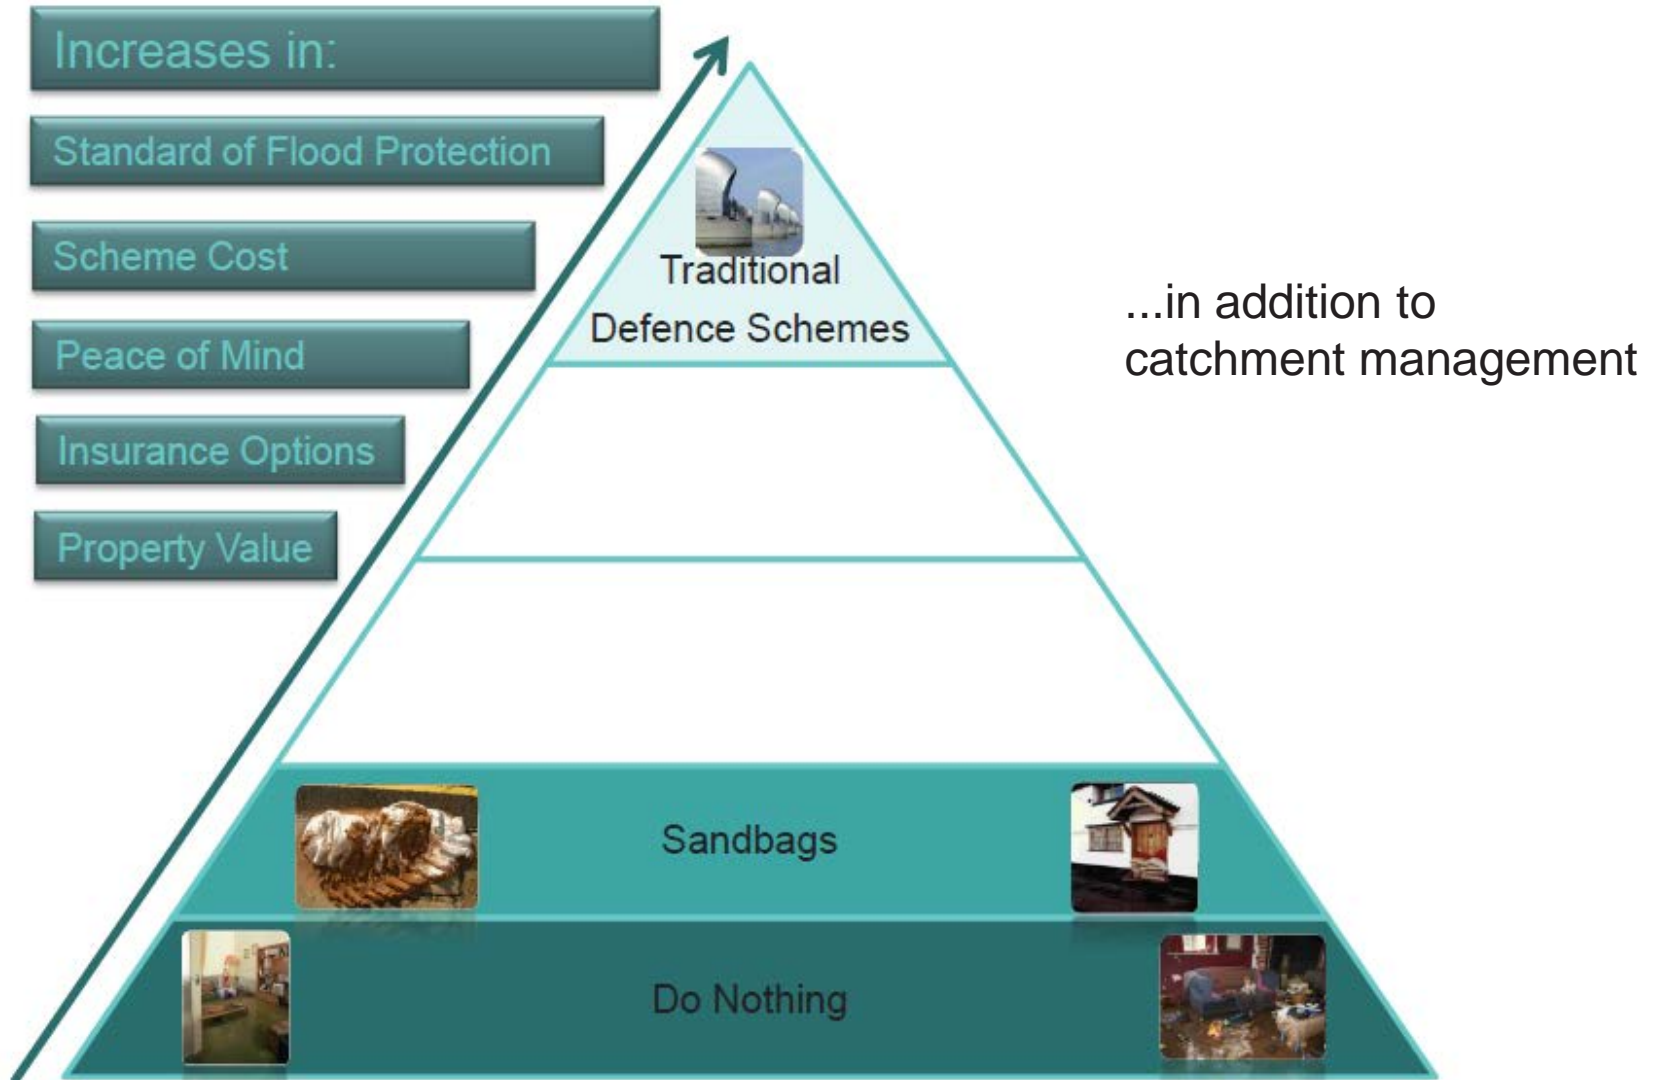 Increases in:
Standard of Flood Protection
Scheme Cost
Peace of Mind
Insurance Options
Property Value
Traditional
Defence Schemes
...in addition to
catchment management
Sandbags
Do Nothing